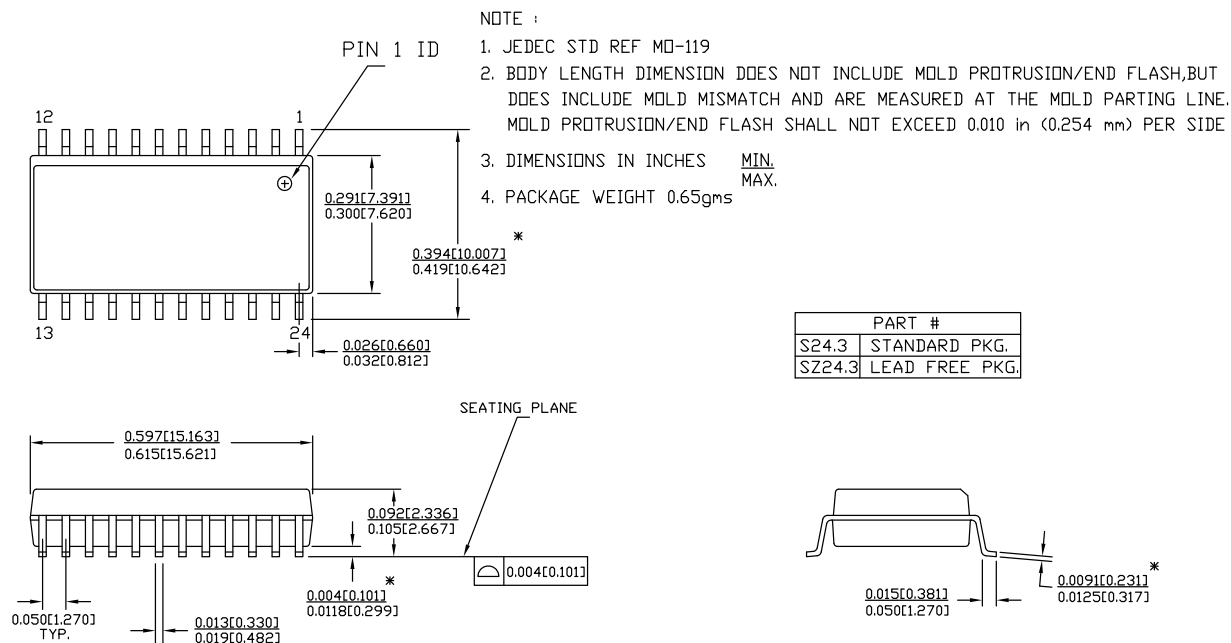 NOTE :
1. JEDEC STD REF MO-119
2. BODY LENGTH DIMENSION DOES NOT INCLUDE MOLD PROTRUSION/END FLASH,BUT
DOES INCLUDE MOLD MISMATCH AND ARE MEASURED AT THE MOLD PARTING LINE.
MOLD PROTRUSION/END FLASH SHALL NOT EXCEED 0.010 in (0.254 mm) PER SIDE
3. DIMENSIONS IN INCHES MIN.
MAX.
4. PACKAGE WEIGHT 0.65gms
PIN 1 ID
12 1
0.291[7.391]
0.300[7.620]
*
0.394[10.007]
0.419[10.642]
13 24
0.026[0.660]
0.032[0.812]
PART #
S24.3 STANDARD PKG.
SZ24.3 LEAD FREE PKG.
SEATING PLANE
0.597[15.163]
0.615[15.621]
0.092[2.336]
0.105[2.667]
0.004[0.101]
*
0.004[0.101]
0.0118[0.299]
0.050[1.270]
TYP.
0.013[0.330]
0.019[0.482]
0.015[0.381]
0.050[1.270]
*
0.0091[0.231]
0.0125[0.317]